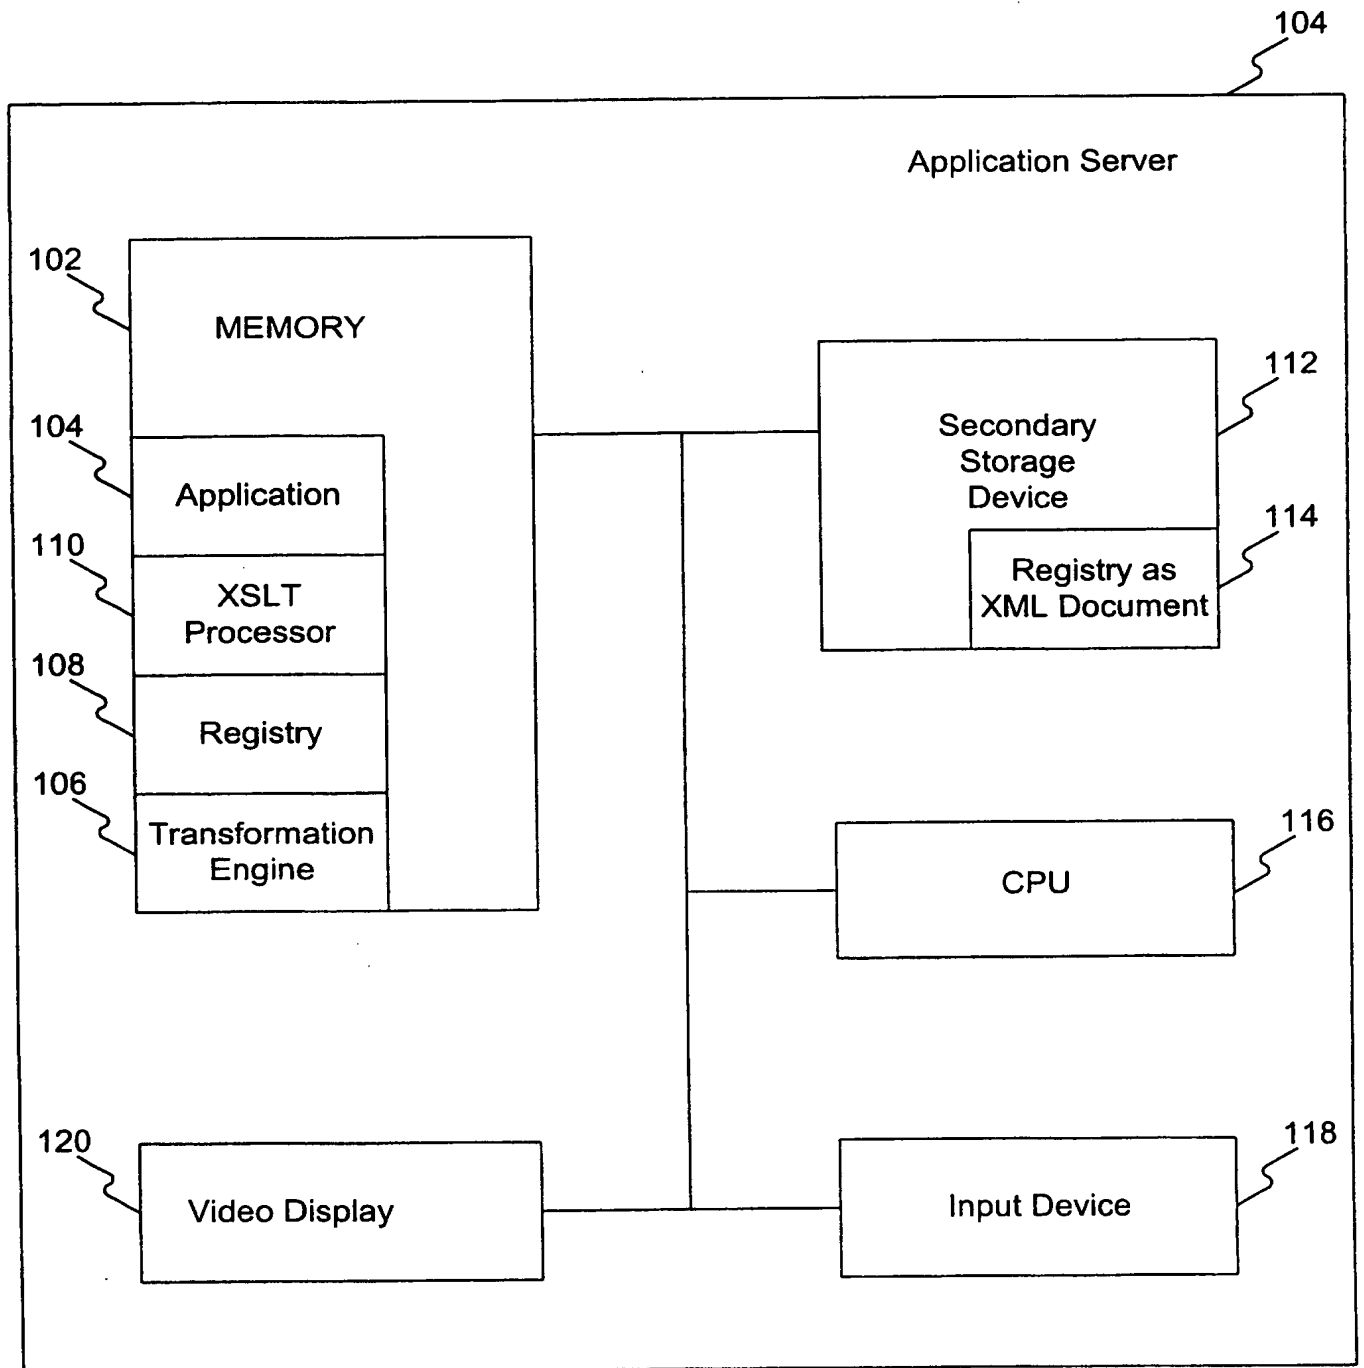 104
Application Server
102
MEMORY
112
Secondary
Storage
Device
104
Application
114
Registry as
XML Document
110
XSLT
Processor
108
Registry
106
Transformation
Engine
116
CPU
120
Video Display
118
Input Device